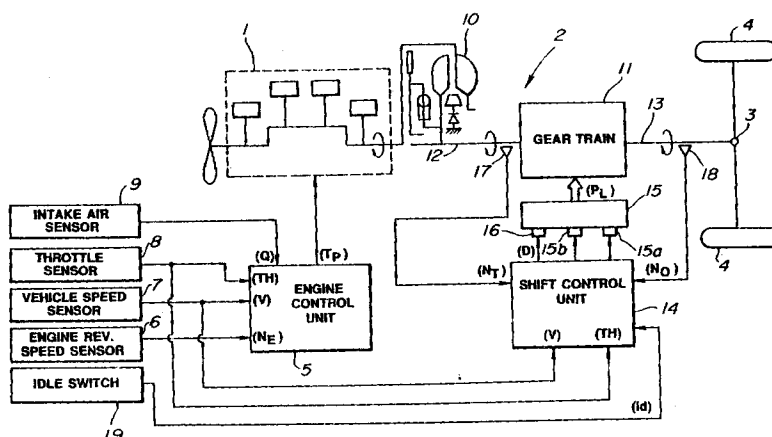 1
10
2
4
11
GEAR TRAIN
13
3
12
17
18
9
INTAKE AIR
SENSOR
(PL)
15
16
8
THROTTLE
SENSOR
(Q)
(TP)
(D)
15b
15a
4
7
VEHICLE SPEED
SENSOR
(TH)
(V)
ENGINE
CONTROL
UNIT
(NT)
SHIFT CONTROL
UNIT
(NO)
14
6
ENGINE REV.
SPEED SENSOR
(NE)
5
(V)
(TH)
IDLE SWITCH
19
(id)